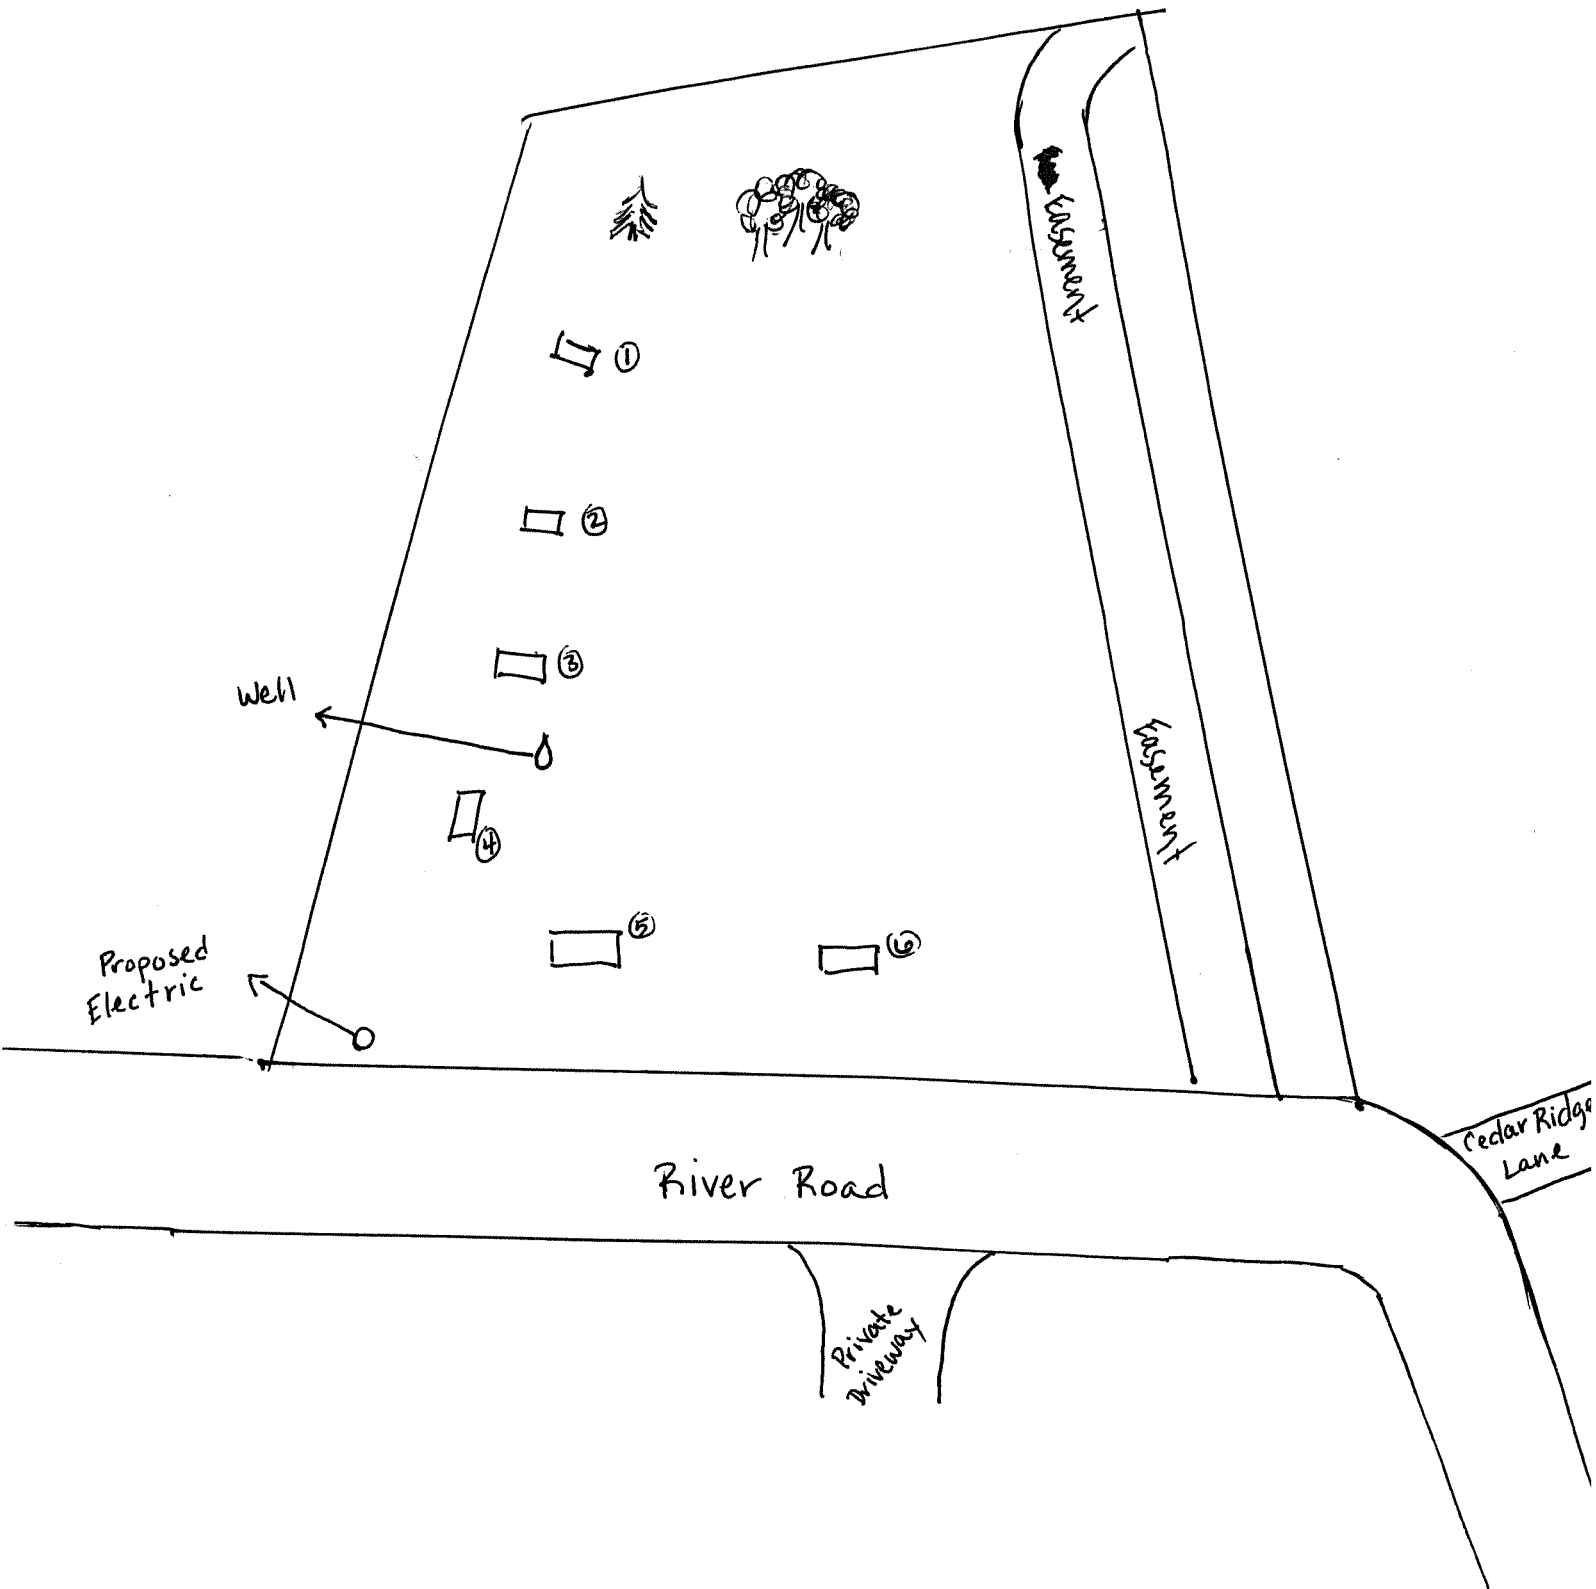 Easement
①
②
③
Well
Easement
④
⑤
⑥
Proposed
Electric
Cedar Ridge
Lane
River Road
Private
Driveway